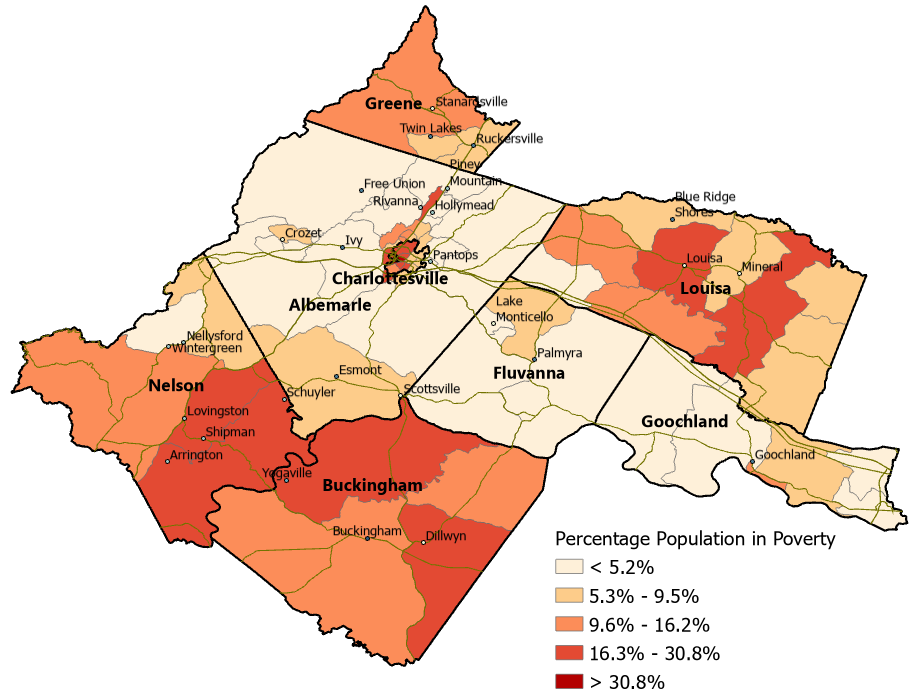 Greene
Stanardsville
Twin Lakes
Ruckersville
Piney
Mountain
Free Union
Rivanna
Hollymead
Blue Ridge
Shores
Crozet
Ivy
Pantops
Charlottesville
Albemarle
Louisa
Mineral
Louisa
Lake
Monticello
Nellysford
Wintergreen
Palmyra
Fluvanna
Esmont
Nelson
Schuyler
Scottsville
Lovingston
Goochland
Shipman
Arrington
Goochland
Yogaville
Buckingham
Buckingham
Dillwyn
Percentage Population in Poverty
< 5.2%
5.3% - 9.5%
9.6% - 16.2%
16.3% - 30.8%
> 30.8%